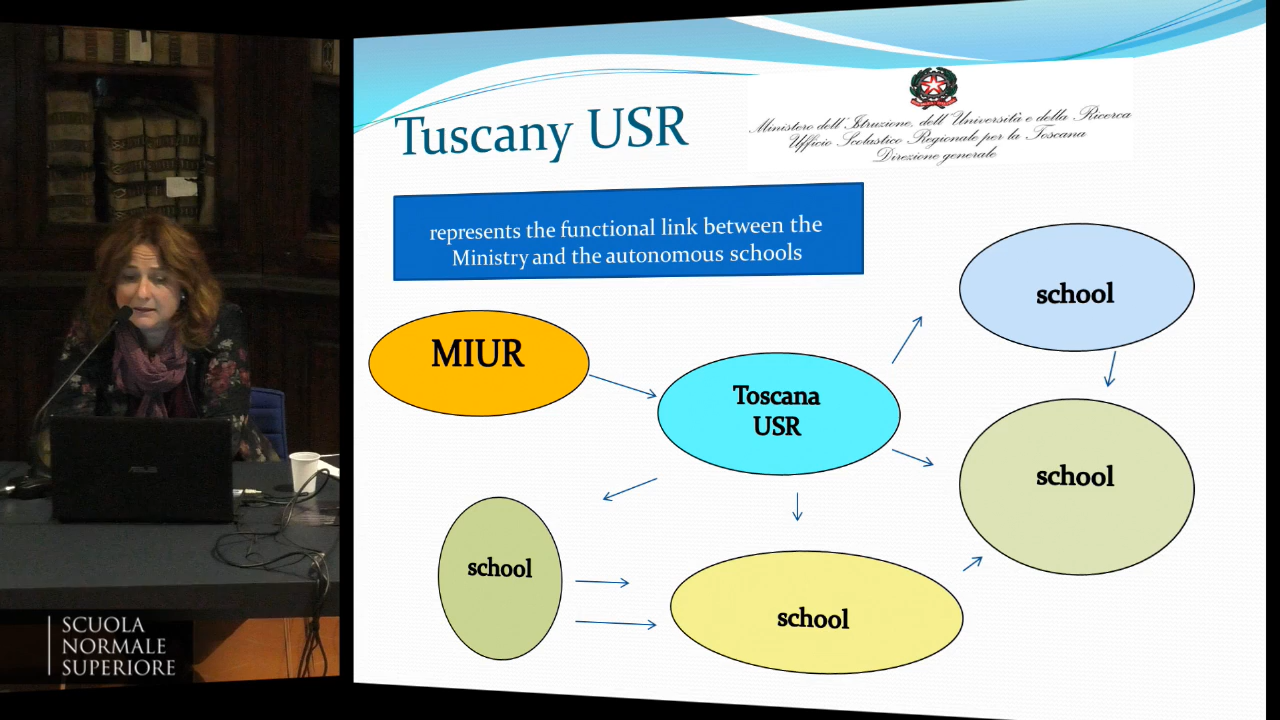 Tuscany USR
Ministero dell'Istruzione, dell'Università e della Ricerca
Ufficio Scolastico Regionale per la Toscana
Direzione generale
represents the functional link between the
Ministry and the autonomous schools
MIUR
Toscana
USR
school
school
school
school
ASUS
SCUOLA
NORMALE
SUPERIORE